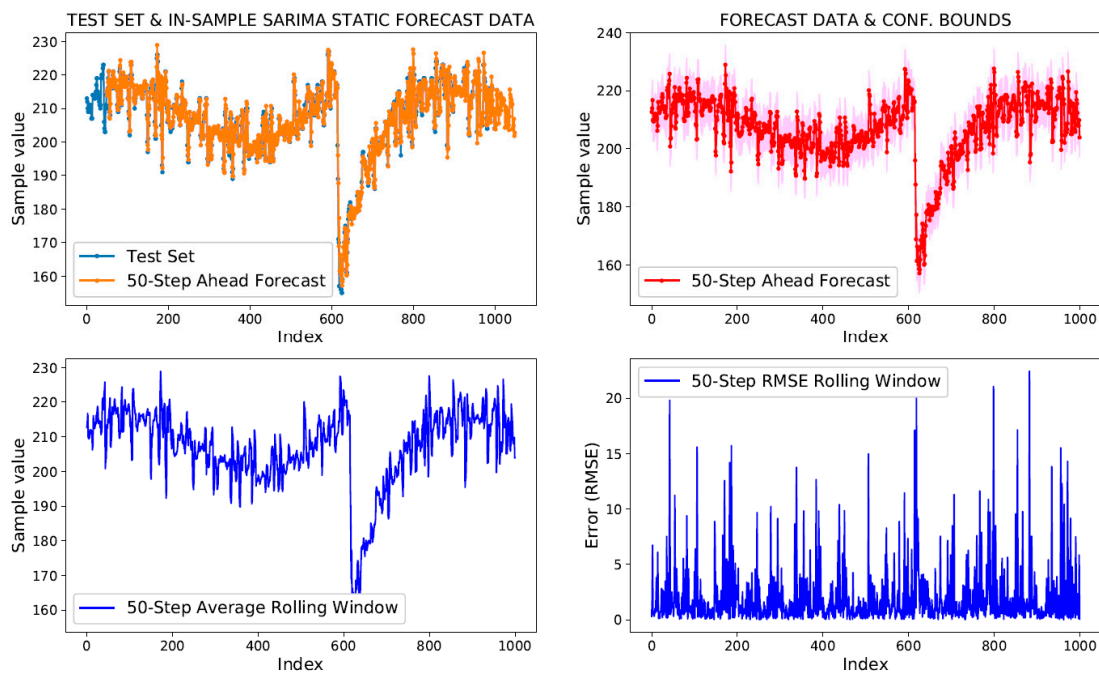 TEST SET & IN-SAMPLE SARIMA STATIC FORECAST DATA
230
220
210
200
190
180
170
160
Sample value
Test Set
50-Step Ahead Forecast
0 200 400 600 800 1000
Index
FORECAST DATA & CONF. BOUNDS
240
220
200
180
160
Sample value
50-Step Ahead Forecast
0 200 400 600 800 1000
Index
230
220
210
200
190
180
170
160
Sample value
50-Step Average Rolling Window
0 200 400 600 800 1000
Index
50-Step RMSE Rolling Window
20
15
10
5
0
Error (RMSE)
0 200 400 600 800 1000
Index